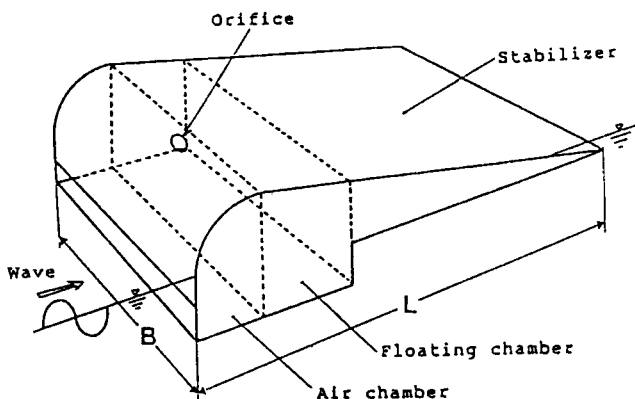 Orifice
Stabilizer
Wave
B
L
Floating chamber
Air chamber